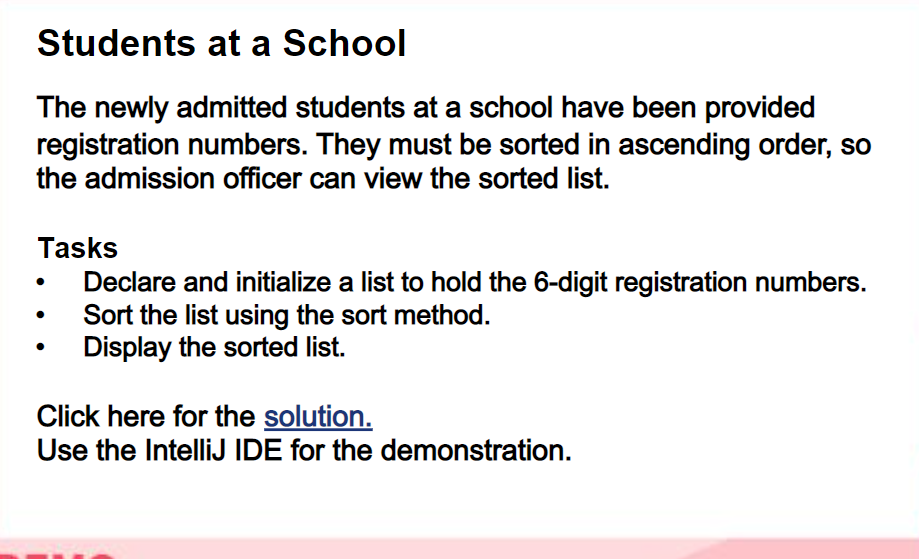 Students at a School
The newly admitted students at a school have been provided
registration numbers. They must be sorted in ascending order, so
the admission officer can view the sorted list.
Tasks
• Declare and initialize a list to hold the 6-digit registration numbers.
• Sort the list using the sort method.
• Display the sorted list.
Click here for the solution.
Use the IntelliJ IDE for the demonstration.